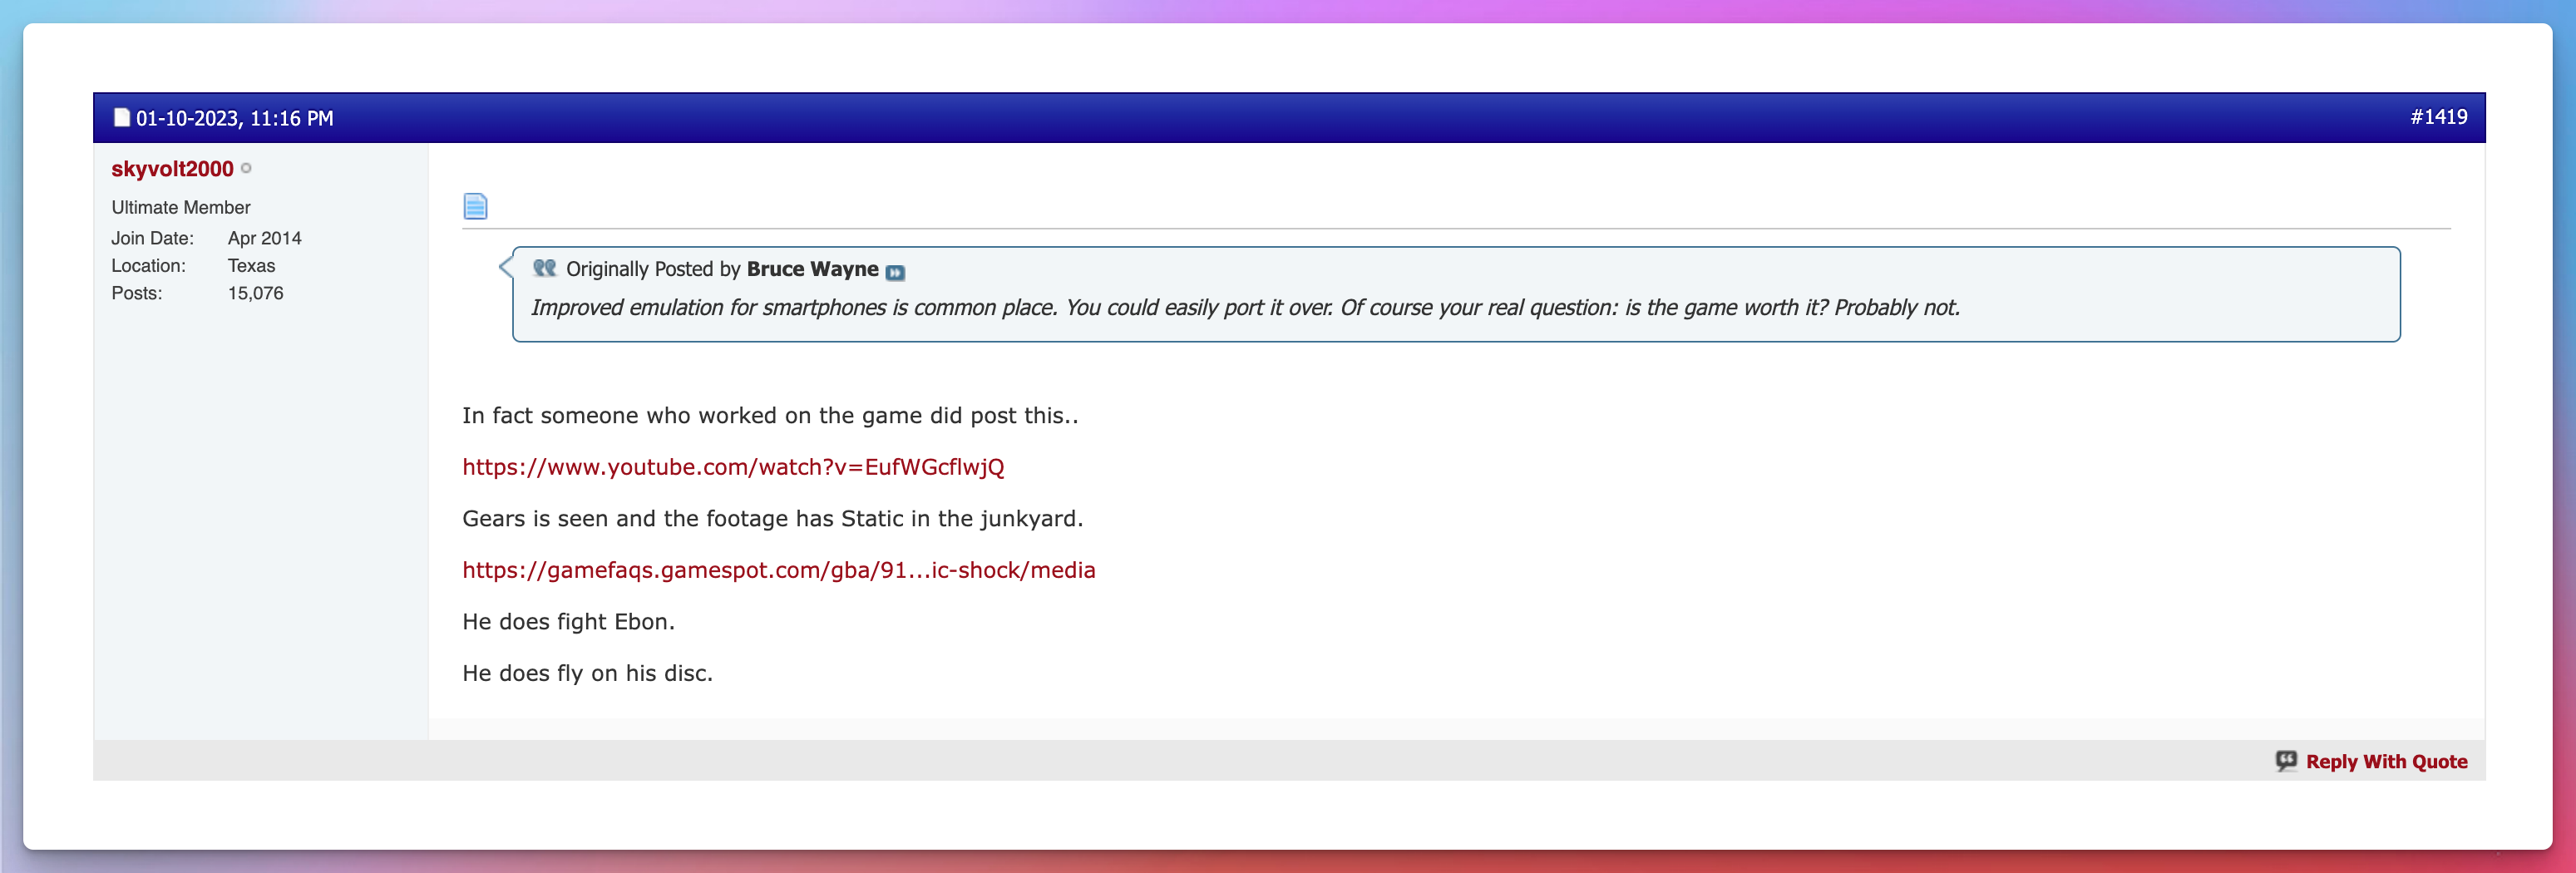 01-10-2023, 11:16 PM
#1419
skyvolt2000
Ultimate Member
Join Date: Apr 2014
Location: Texas
Posts: 15,076
Originally Posted by Bruce Wayne
Improved emulation for smartphones is common place. You could easily port it over. Of course your real question: is the game worth it? Probably not.
In fact someone who worked on the game did post this..
https://www.youtube.com/watch?v=EufWGcflwjQ
Gears is seen and the footage has Static in the junkyard.
https://gamefaqs.gamespot.com/gba/91...ic-shock/media
He does fight Ebon.
He does fly on his disc.
Reply With Quote